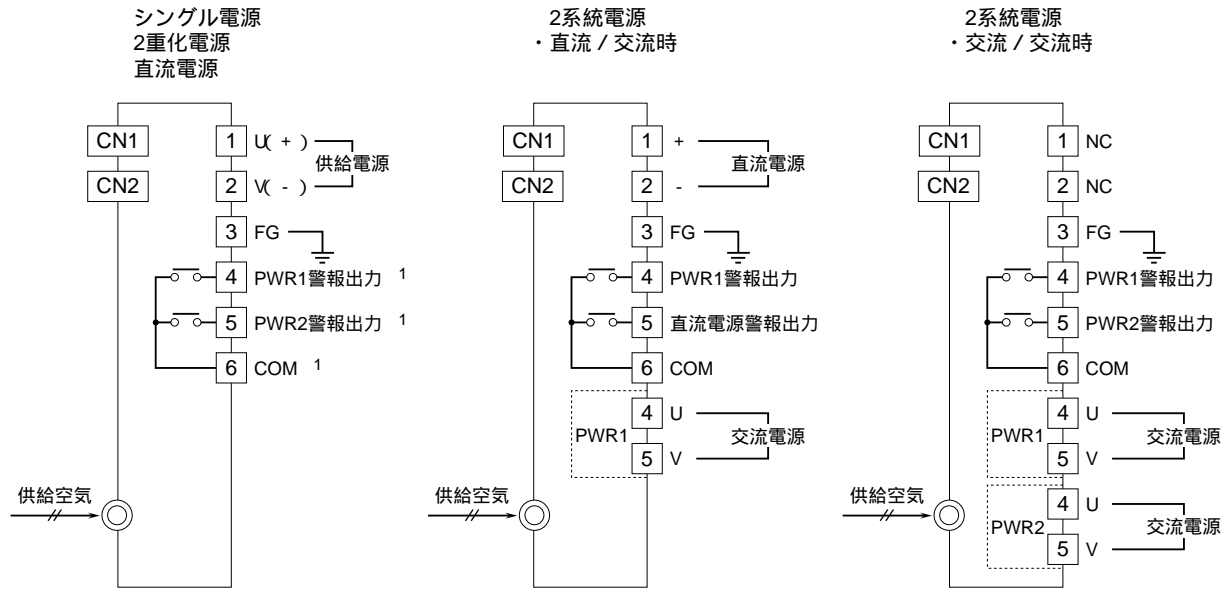 シングル電源
2重化電源
直流電源
CN1
CN2
1 U( + )
供給電源
2 V( - )
3 FG
4 PWR1警報出力 1
5 PWR2警報出力 1
6 COM 1
供給空気
2系統電源
・直流 / 交流時
CN1
CN2
1 +
直流電源
2 -
3 FG
4 PWR1警報出力
5 直流電源警報出力
6 COM
PWR1
4 U
交流電源
5 V
供給空気
2系統電源
・交流 / 交流時
CN1
CN2
1 NC
2 NC
3 FG
4 PWR1警報出力
5 PWR2警報出力
6 COM
PWR1
4 U
交流電源
5 V
PWR2
4 U
交流電源
5 V
供給空気